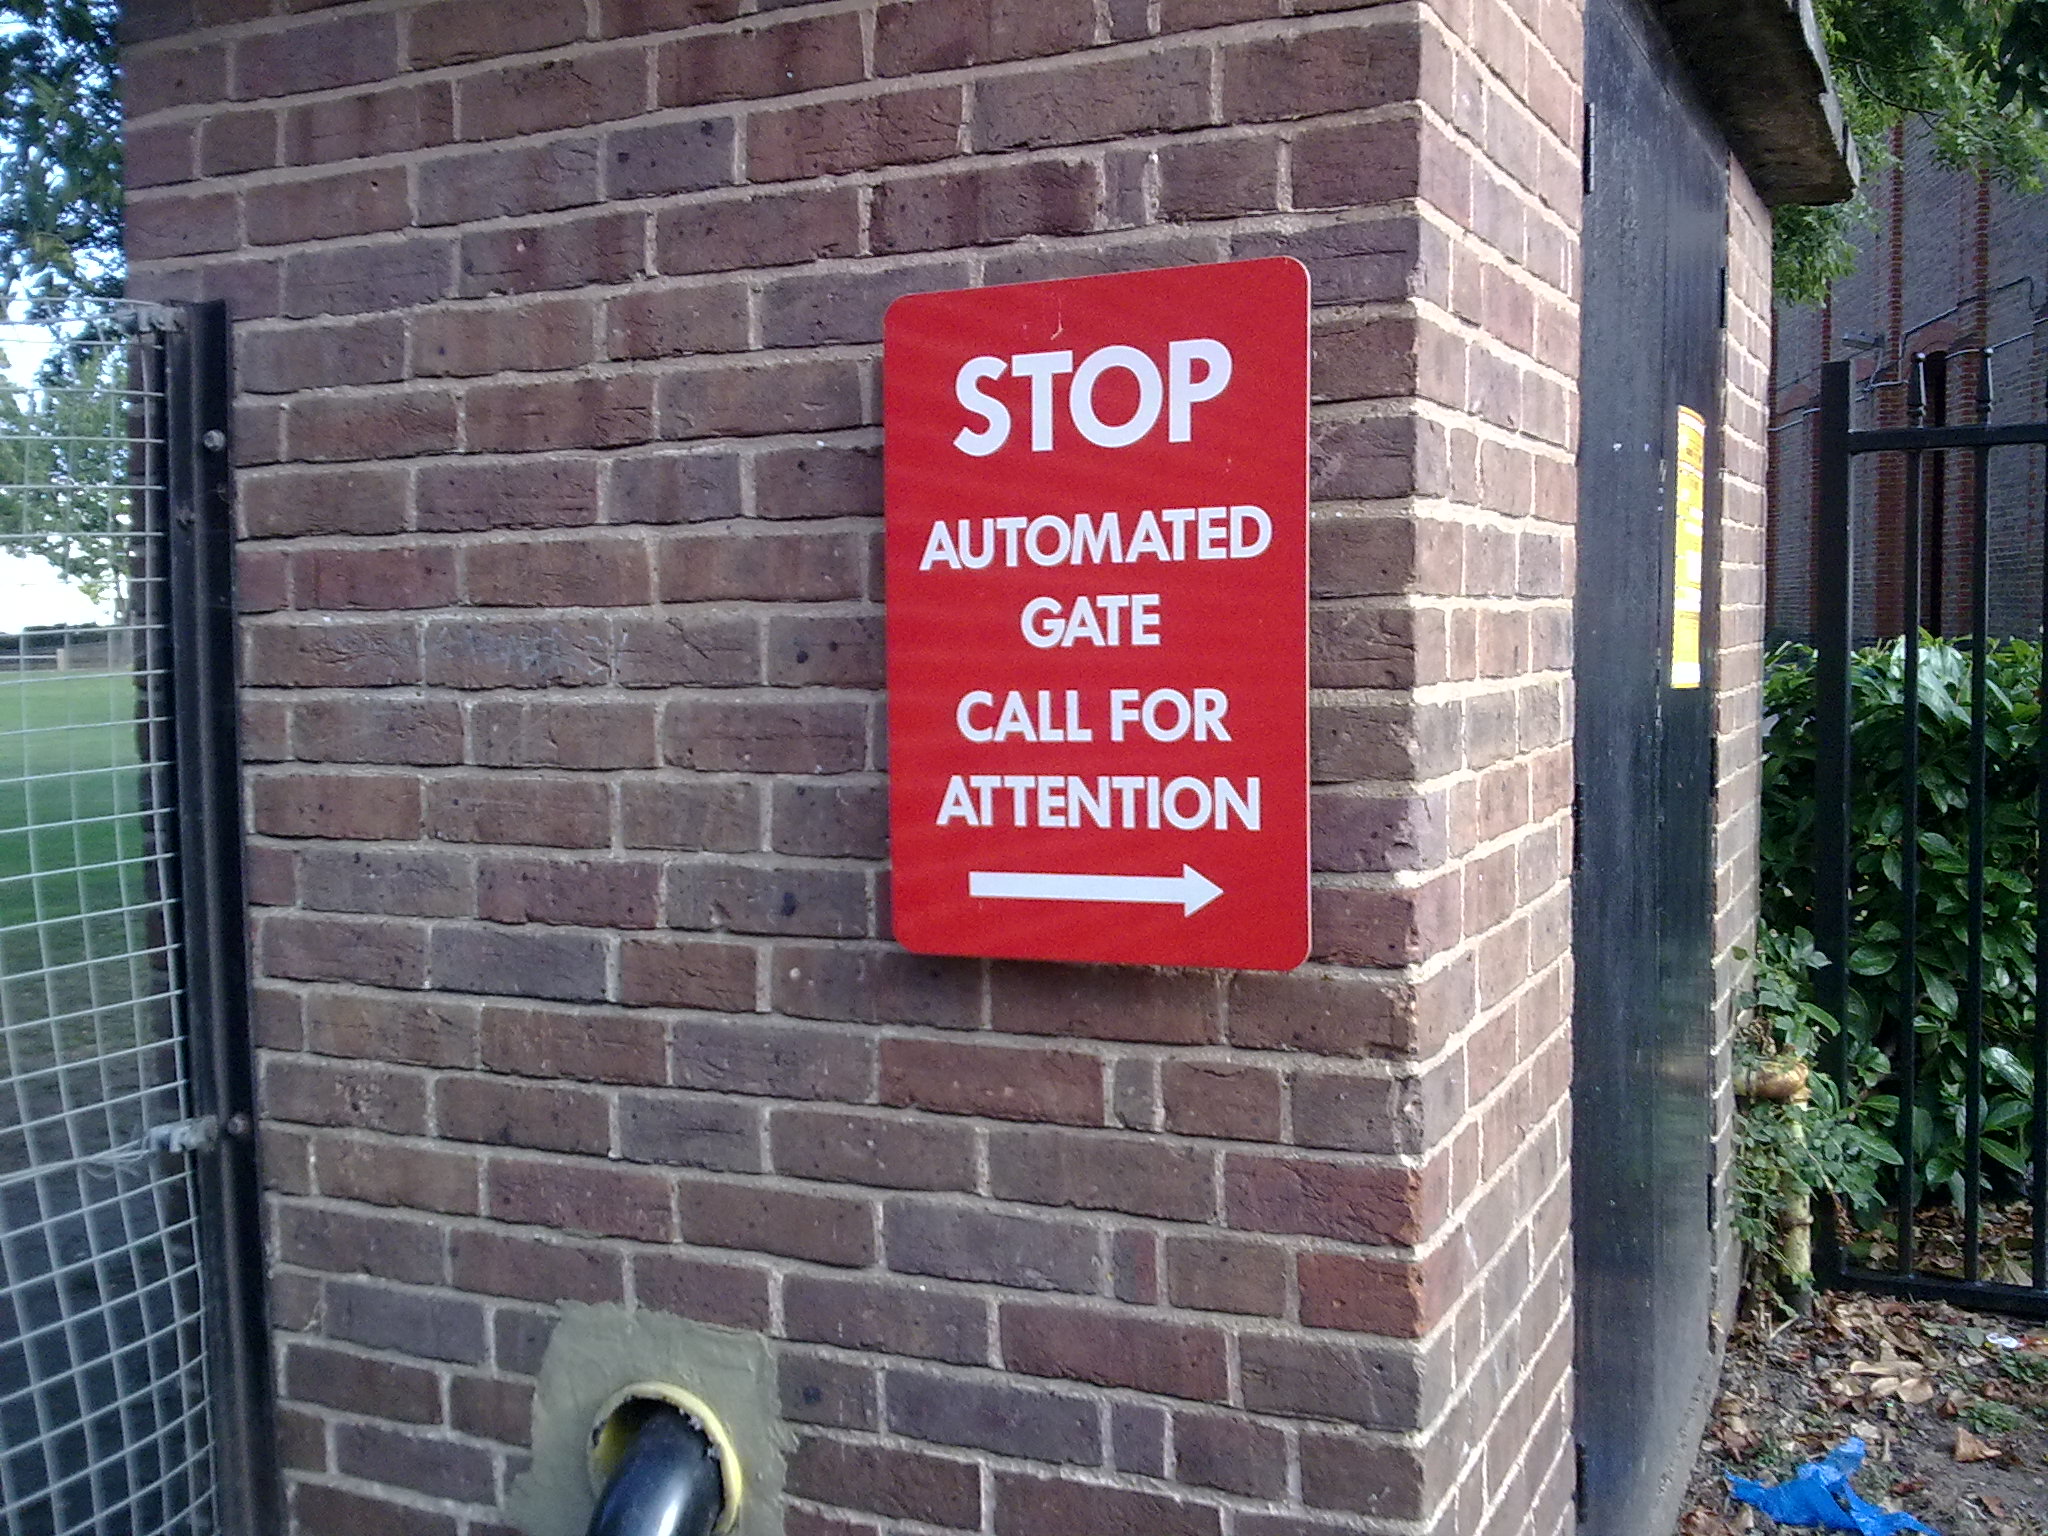 STOP
AUTOMATED
GATE
CALL FOR
ATTENTION